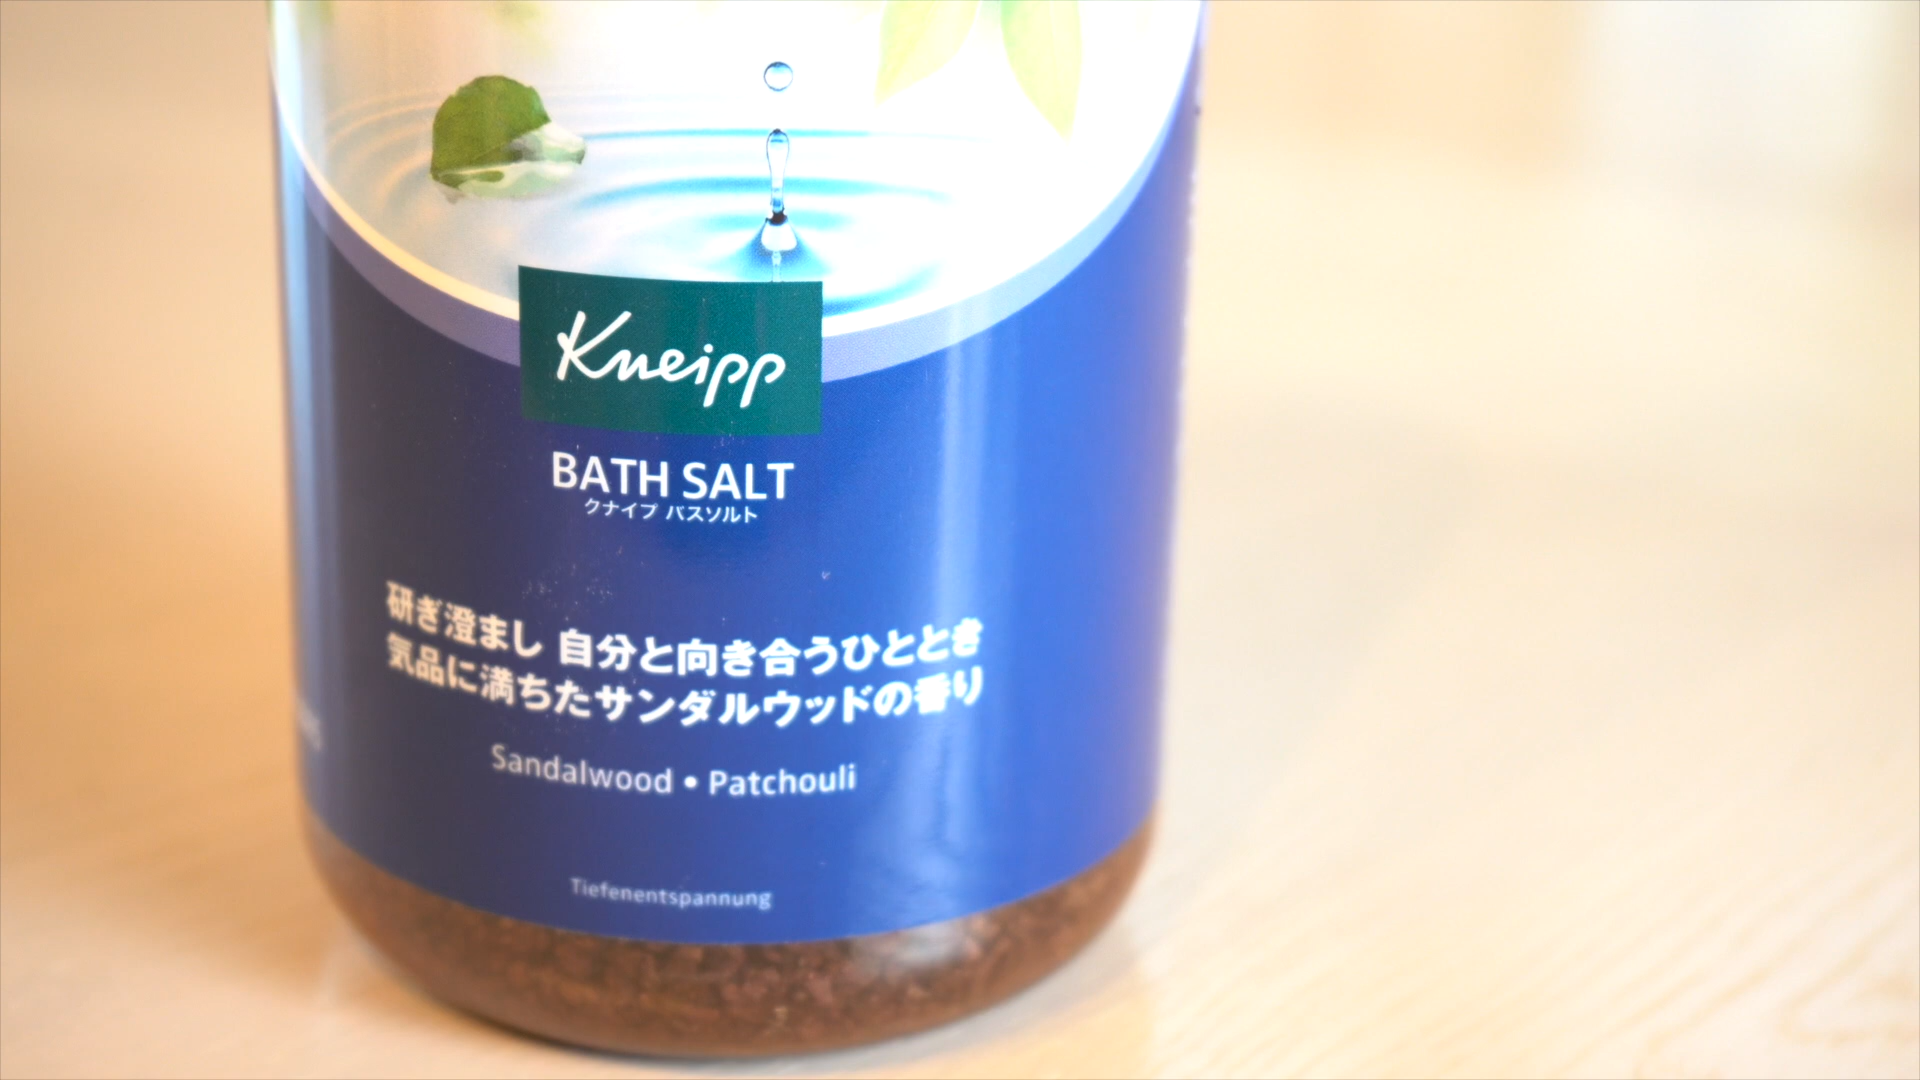 Kneipp
BATH SALT
クナイプ バスソルト
研ぎ澄まし 自分と向き合うひととき
気品に満ちたサンダルウッドの香り
Sandalwood • Patchouli
Tiefenentspannung